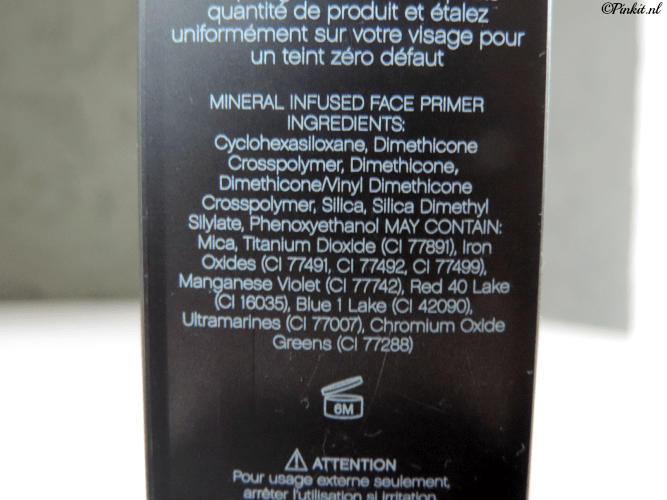 ©Pinkit.nl
quantité de produit et étalez
uniformément sur votre visage pour
un teint zéro défaut
MINERAL INFUSED FACE PRIMER
INGREDIENTS:
Cyclohexasiloxane, Dimethicone
Crosspolymer, Dimethicone,
Dimethicone/Vinyl Dimethicone
Crosspolymer, Silica, Silica Dimethyl
Silylate, Phenoxyethanol MAY CONTAIN:
Mica, Titanium Dioxide (CI 77891), Iron
Oxides (CI 77491, CI 77492, CI 77499),
Manganese Violet (CI 77742), Red 40 Lake
(CI 16035), Blue 1 Lake (CI 42090),
Ultramarines (CI 77007), Chromium Oxide
Greens (CI 77288)
6M
ATTENTION
Pour usage externe seulement,
arrêter l'utilisation si irritation